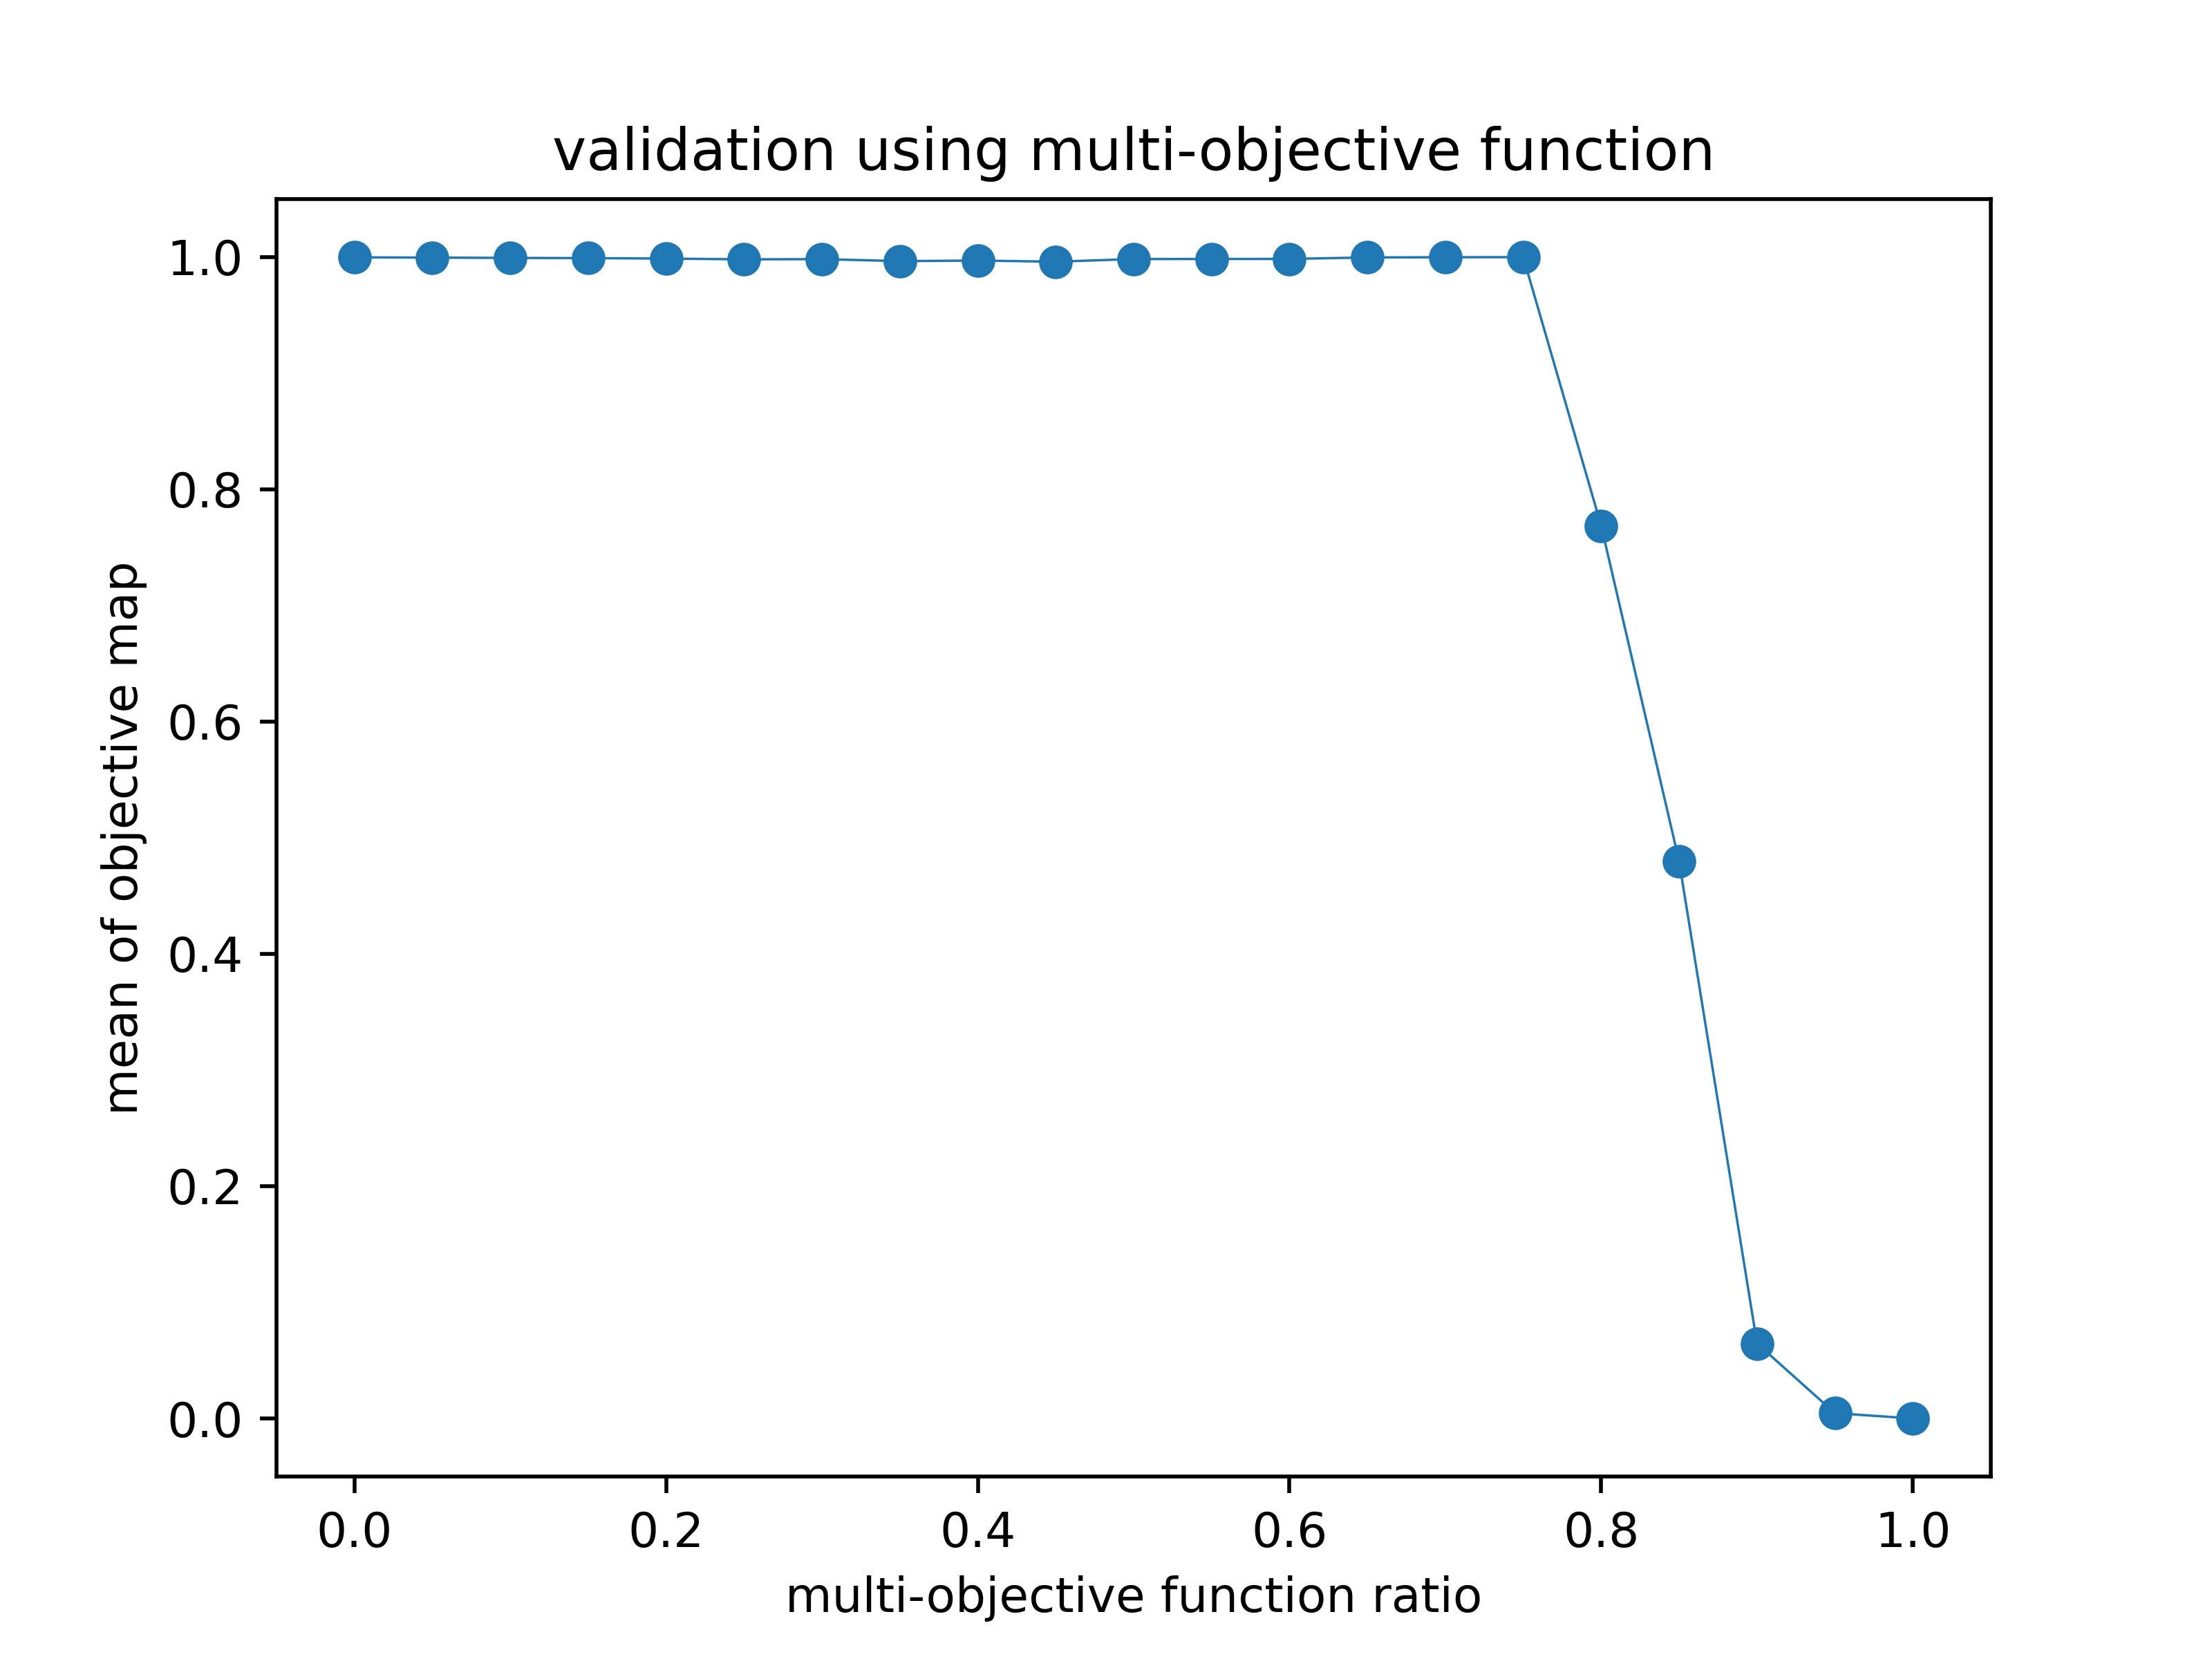 validation using multi-objective function
1.0
0.8
0.6
0.4
0.2
0.0
mean of objective map
0.0 0.2 0.4 0.6 0.8 1.0
multi-objective function ratio